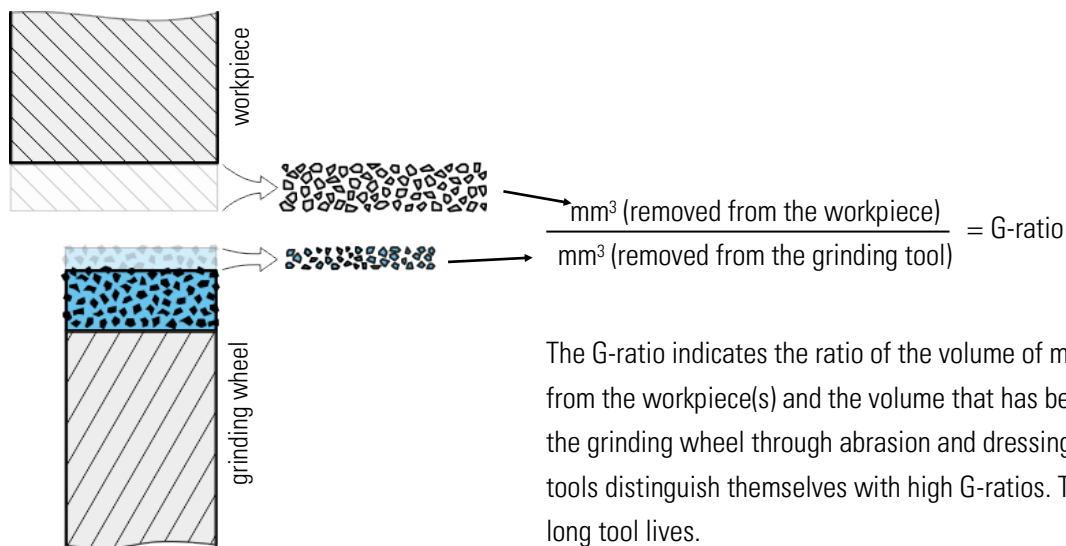 workpiece
mm³ (removed from the workpiece)
mm³ (removed from the grinding tool)
= G-ratio
grinding wheel
The G-ratio indicates the ratio of the volume of m
from the workpiece(s) and the volume that has be
the grinding wheel through abrasion and dressing
tools distinguish themselves with high G-ratios. T
long tool lives.